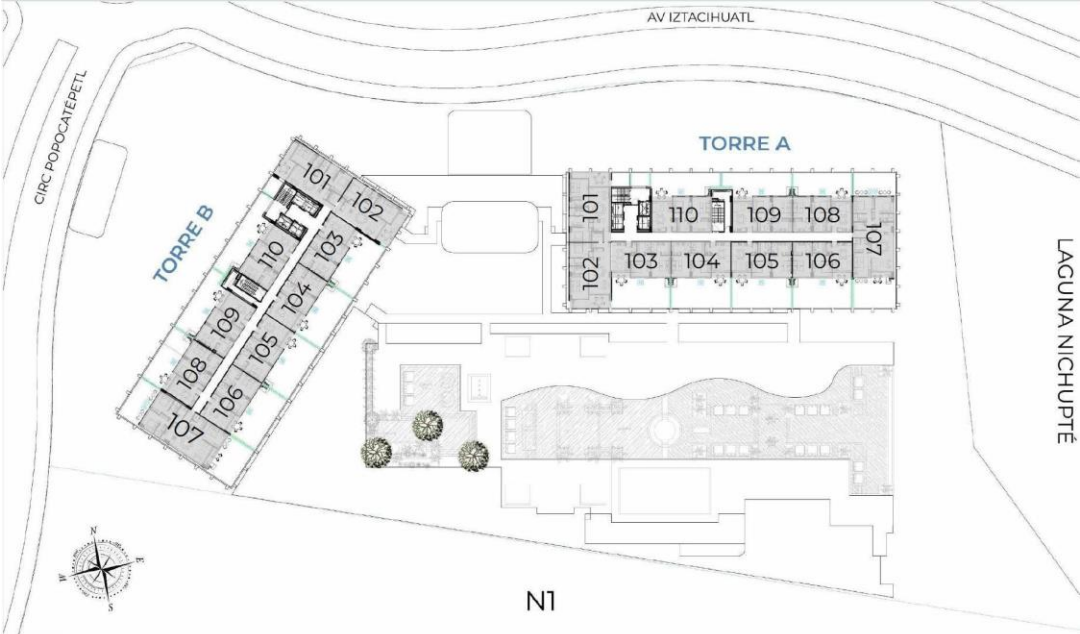 AV IZTACIHUATL
CIRC POPOCATÉPETL
TORRE A
101
110
109
108
107
102
103
104
105
106
TORRE B
101
102
103
110
104
109
105
108
106
107
LAGUNA NICHUPTÉ
N
E
W
S
N1